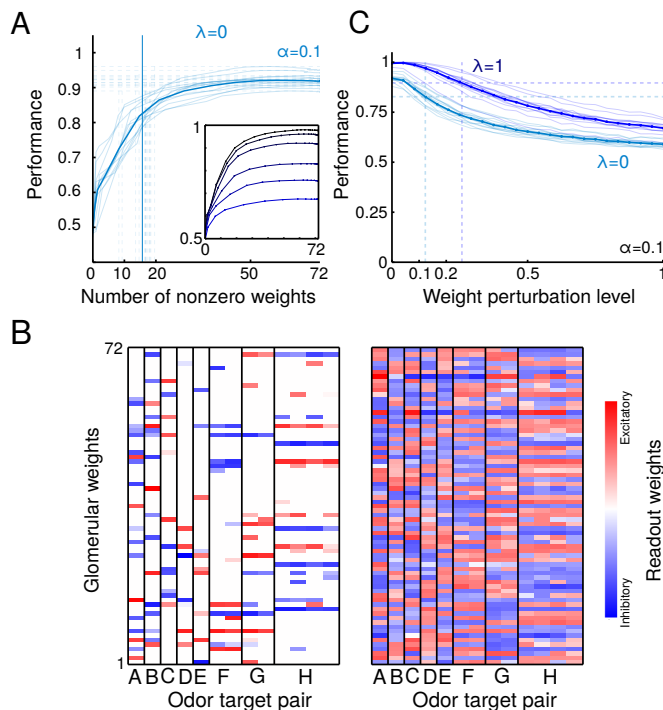 A
λ=0
α=0.1
1
0.9
0.8
0.7
0.6
0.5
Performance
0 10 20 50 72
Number of nonzero weights
1
0.5
0 72
C
λ=1
λ=0
α=0.1
1
0.75
0.5
0.25
0
Performance
0 0.1 0.2 0.5 1
Weight perturbation level
B
72
1
Glomerular weights
A B C D E F G H
Odor target pair
A B C D E F G H
Odor target pair
Excitatory
Inhibitory
Readout weights